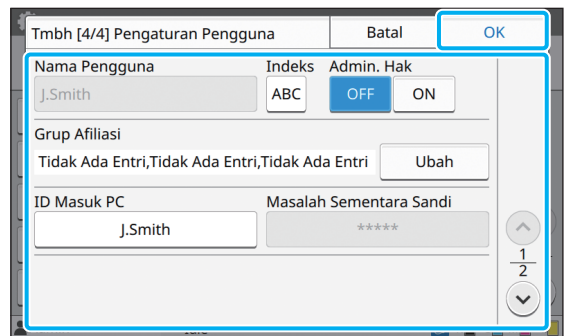 Tmbh [4/4] Pengaturan Pengguna
Batal
OK
Nama Pengguna
Indeks
Admin. Hak
J.Smith
ABC
OFF
ON
Grup Afiliasi
Tidak Ada Entri,Tidak Ada Entri,Tidak Ada Entri
Ubah
ID Masuk PC
Masalah Sementara Sandi
J.Smith
*****
1
2